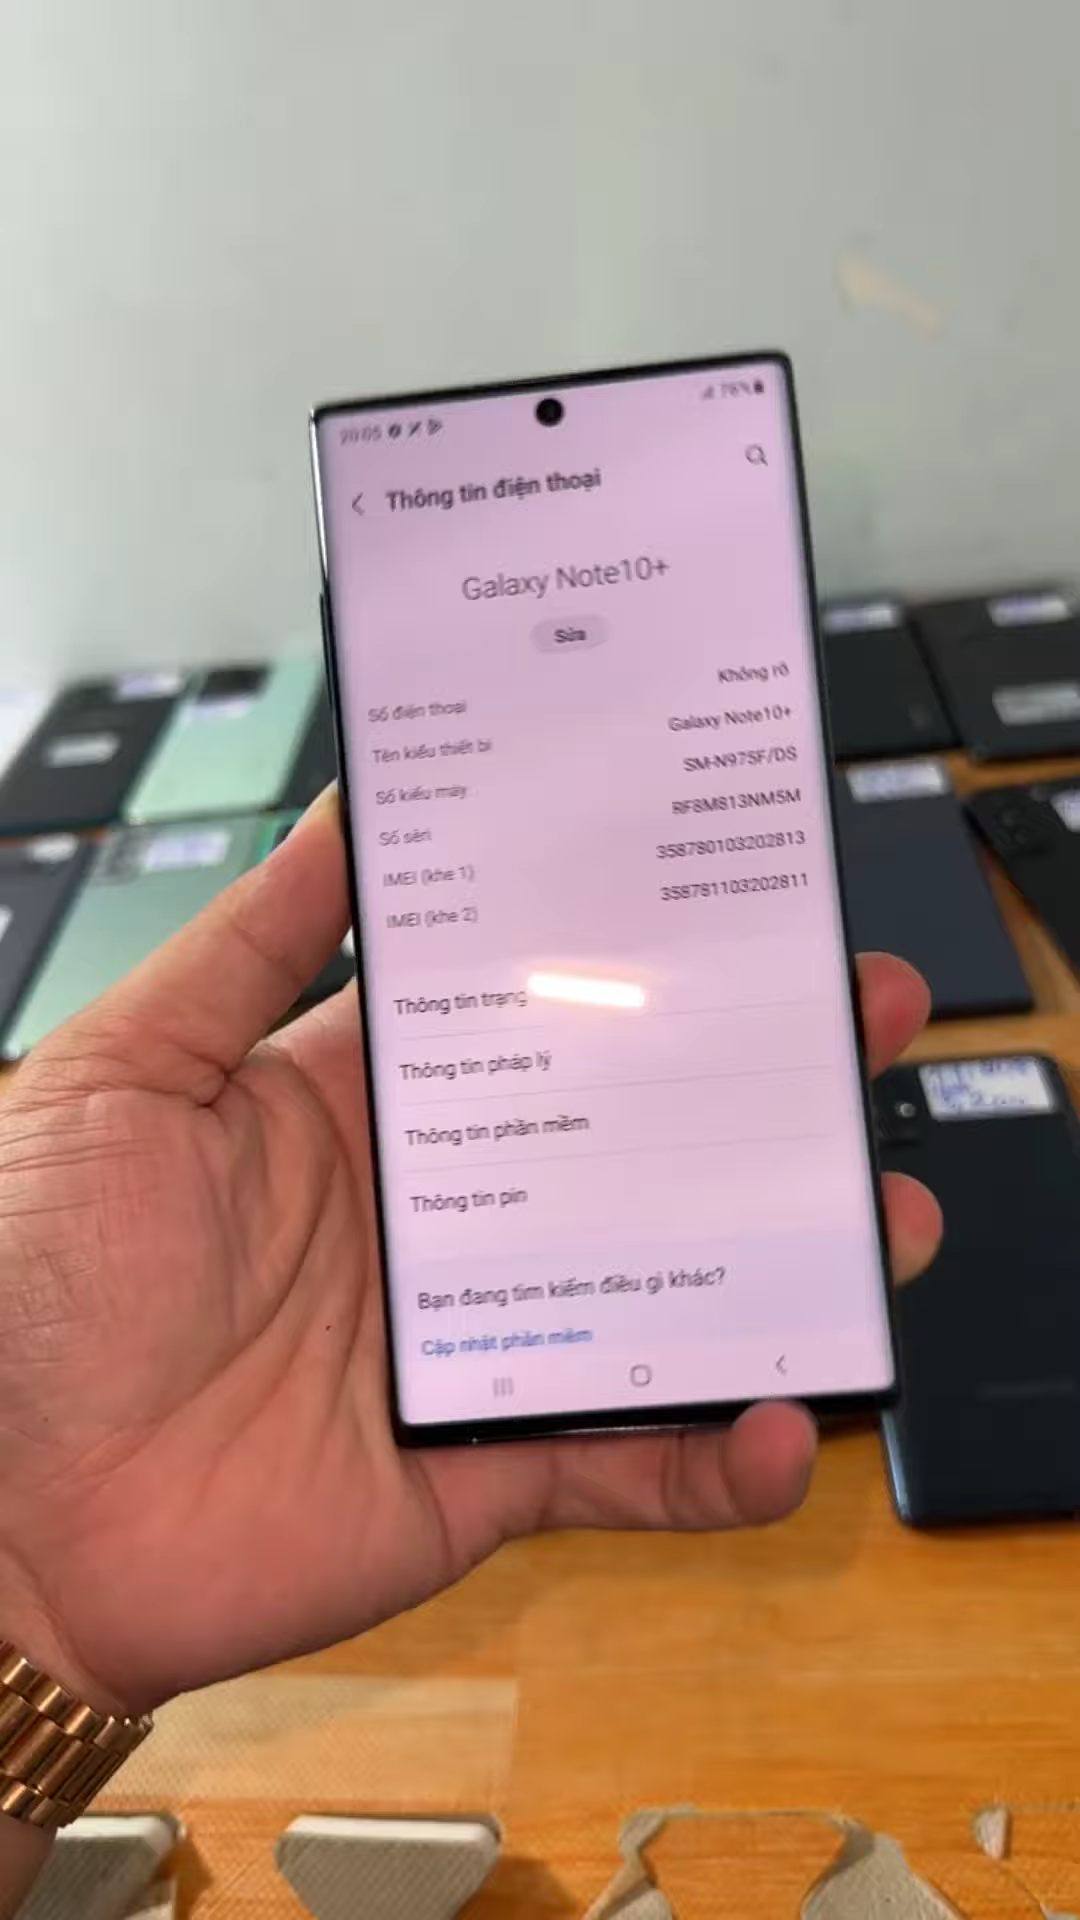 20:05 76%
Thông tin điện thoại
Galaxy Note10+
Sửa
Số điện thoại Không rõ
Tên kiểu thiết bị Galaxy Note10+
Số kiểu máy SM-N975F/DS
Số sêri RF8M813NM5M
IMEI (khe 1) 358780103202813
IMEI (khe 2) 358781103202811
Thông tin trạng
Thông tin pháp lý
Thông tin phần mềm
Thông tin pin
Bạn đang tìm kiếm điều gì khác?
Cập nhật phần mềm